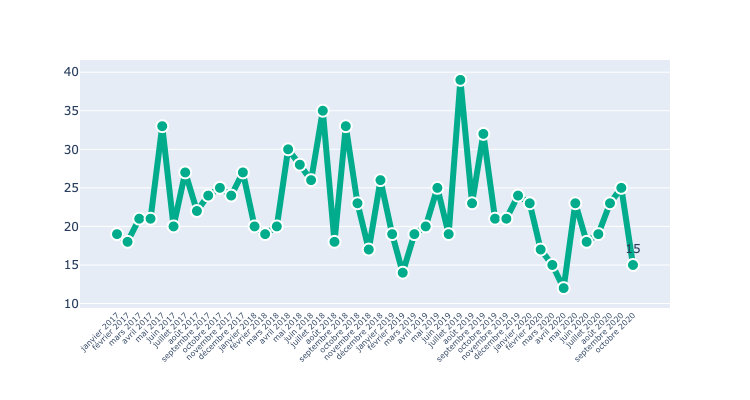 40
35
30
25
20
15
10
15
janvier 2017
février 2017
mars 2017
avril 2017
mai 2017
juin 2017
juillet 2017
août 2017
septembre 2017
octobre 2017
novembre 2017
décembre 2017
janvier 2018
février 2018
mars 2018
avril 2018
mai 2018
juin 2018
juillet 2018
août 2018
septembre 2018
octobre 2018
novembre 2018
décembre 2018
janvier 2019
février 2019
mars 2019
avril 2019
mai 2019
juin 2019
juillet 2019
août 2019
septembre 2019
octobre 2019
novembre 2019
décembre 2019
janvier 2020
février 2020
mars 2020
avril 2020
mai 2020
juin 2020
juillet 2020
août 2020
septembre 2020
octobre 2020